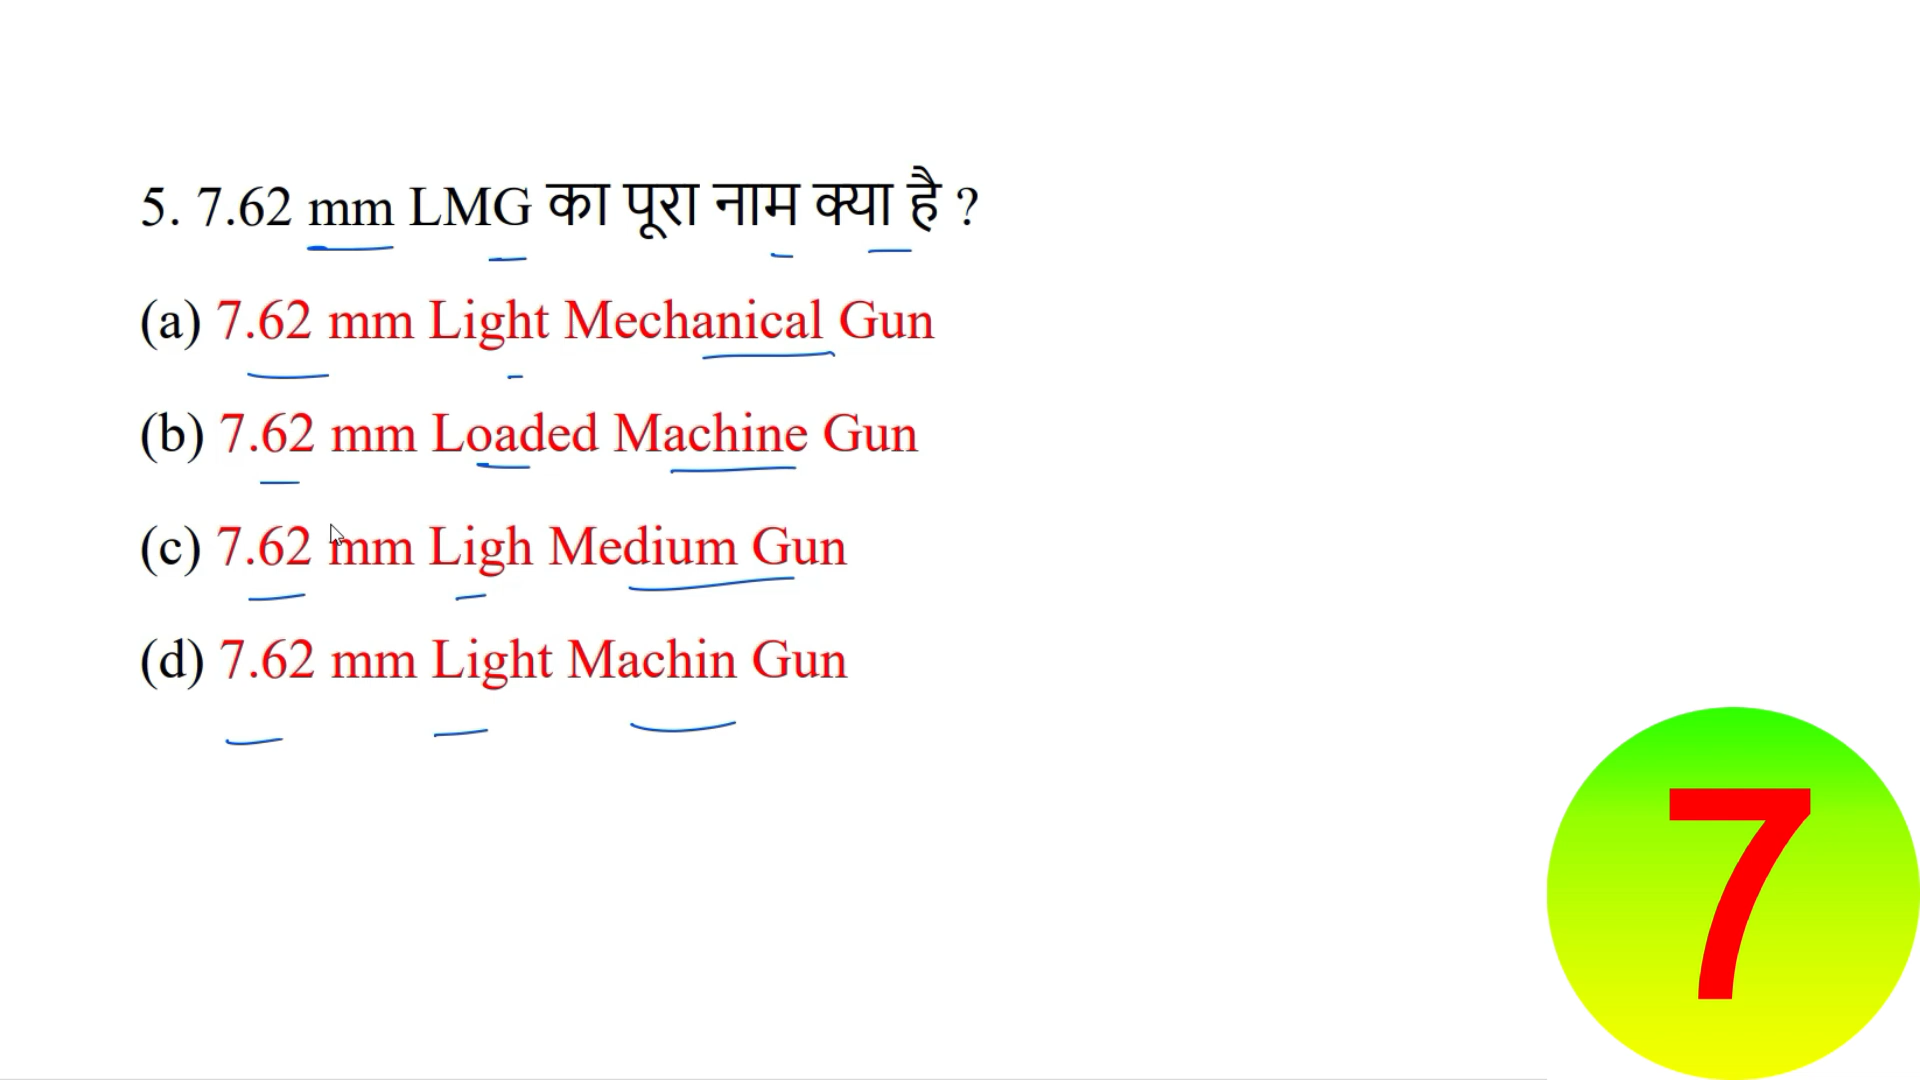 5. 7.62 mm LMG का पूरा नाम क्या है ?
(a) 7.62 mm Light Mechanical Gun
(b) 7.62 mm Loaded Machine Gun
(c) 7.62 mm Ligh Medium Gun
(d) 7.62 mm Light Machin Gun
7